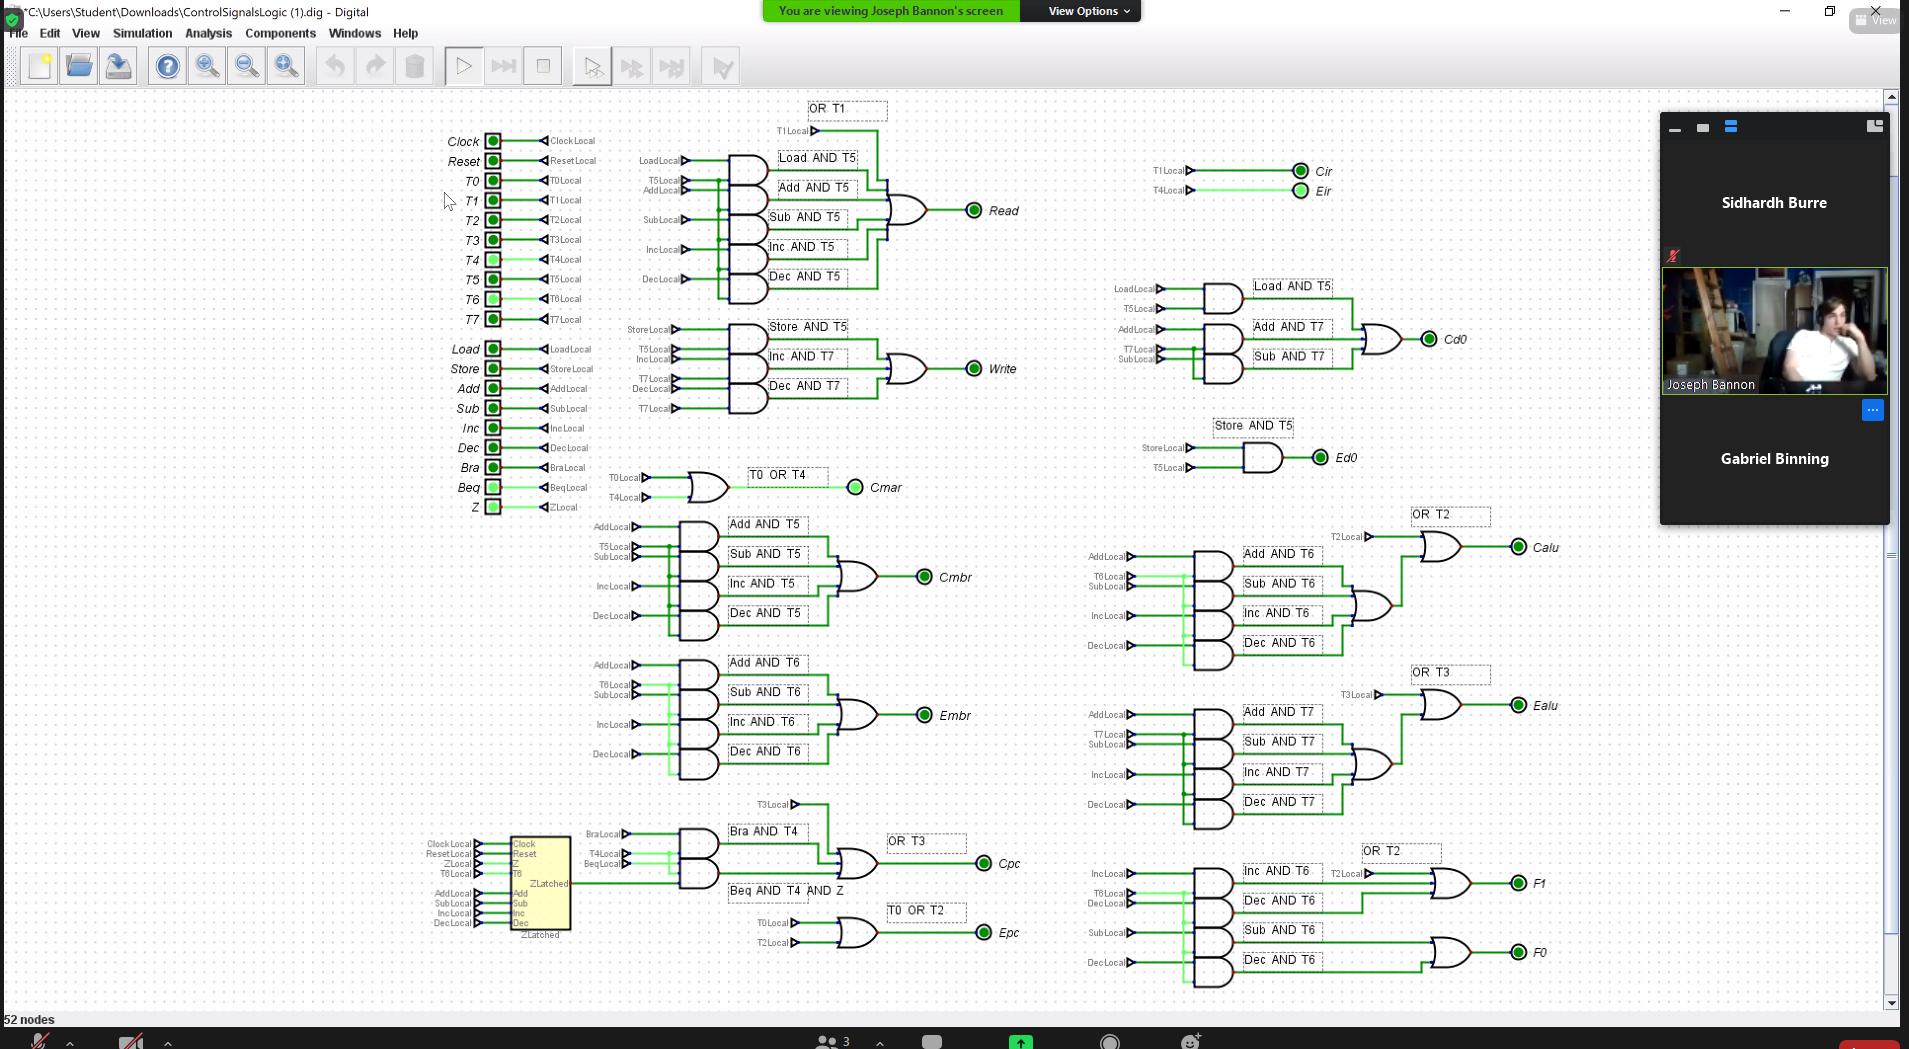 *C:\Users\Student\Downloads\ControlSignalsLogic (1).dig - Digital
You are viewing Joseph Bannon's screen
View Options
View
File Edit View Simulation Analysis Components Windows Help
Clock ClockLocal
Reset ResetLocal
T0 T0Local
T1 T1Local
T2 T2Local
T3 T3Local
T4 T4Local
T5 T5Local
T6 T6Local
T7 T7Local
Load LoadLocal
Store StoreLocal
Add AddLocal
Sub SubLocal
Inc IncLocal
Dec DecLocal
Bra BraLocal
Beq BeqLocal
Z ZLocal
OR T1
T1Local
LoadLocal Load AND T5
T5Local
AddLocal Add AND T5
SubLocal Sub AND T5
Read
IncLocal Inc AND T5
DecLocal Dec AND T5
StoreLocal Store AND T5
T5Local
IncLocal Inc AND T7
Write
T7Local
DecLocal Dec AND T7
T7Local
T0Local T0 OR T4
T4Local Cmar
AddLocal Add AND T5
T5Local
SubLocal Sub AND T5
Cmbr
IncLocal Inc AND T5
DecLocal Dec AND T5
AddLocal Add AND T6
T6Local
SubLocal Sub AND T6
Embr
IncLocal Inc AND T6
DecLocal Dec AND T6
T3Local
BraLocal Bra AND T4
OR T3
T4Local
BeqLocal
Cpc
Beq AND T4 AND Z
ClockLocal Clock
ResetLocal Reset
ZLocal Z
T6Local T6
ZLatched
AddLocal Add
SubLocal Sub
IncLocal Inc
DecLocal Dec
ZLatched
T0 OR T2
T0Local
Epc
T2Local
T1Local Cir
T4Local Eir
LoadLocal Load AND T5
T5Local
AddLocal Add AND T7
Cd0
T7Local
SubLocal Sub AND T7
Store AND T5
StoreLocal
Ed0
T5Local
OR T2
T2Local
Calu
AddLocal Add AND T6
T6Local
SubLocal Sub AND T6
IncLocal Inc AND T6
DecLocal Dec AND T6
OR T3
T3Local
Ealu
AddLocal Add AND T7
T7Local
SubLocal Sub AND T7
IncLocal Inc AND T7
DecLocal Dec AND T7
OR T2
IncLocal Inc AND T6 T2Local
F1
T6Local
DecLocal Dec AND T6
SubLocal Sub AND T6
F0
DecLocal Dec AND T6
Sidhardh Burre
Joseph Bannon
Gabriel Binning
52 nodes
3